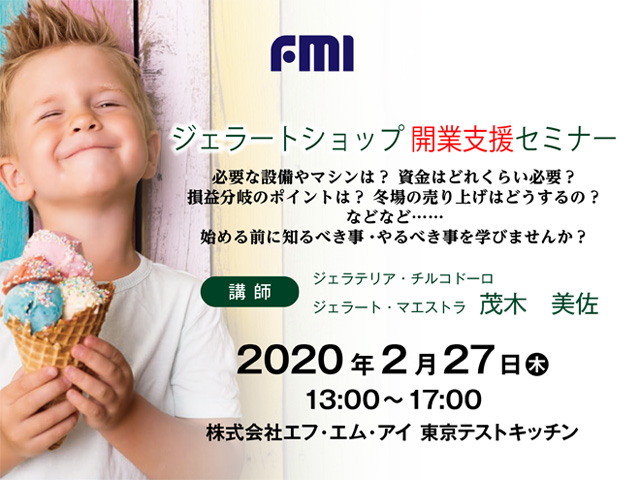 FMI
ジェラートショップ 開業支援セミナー
必要な設備やマシンは？ 資金はどれくらい必要？
損益分岐のポイントは？ 冬場の売り上げはどうするの？
などなど……
始める前に知るべき事・やるべき事を学びませんか？
講師
ジェラテリア・チルコドーロ
ジェラート・マエストラ 茂木 美佐
2020年2月27日木
13:00～17:00
株式会社エフ・エム・アイ 東京テストキッチン